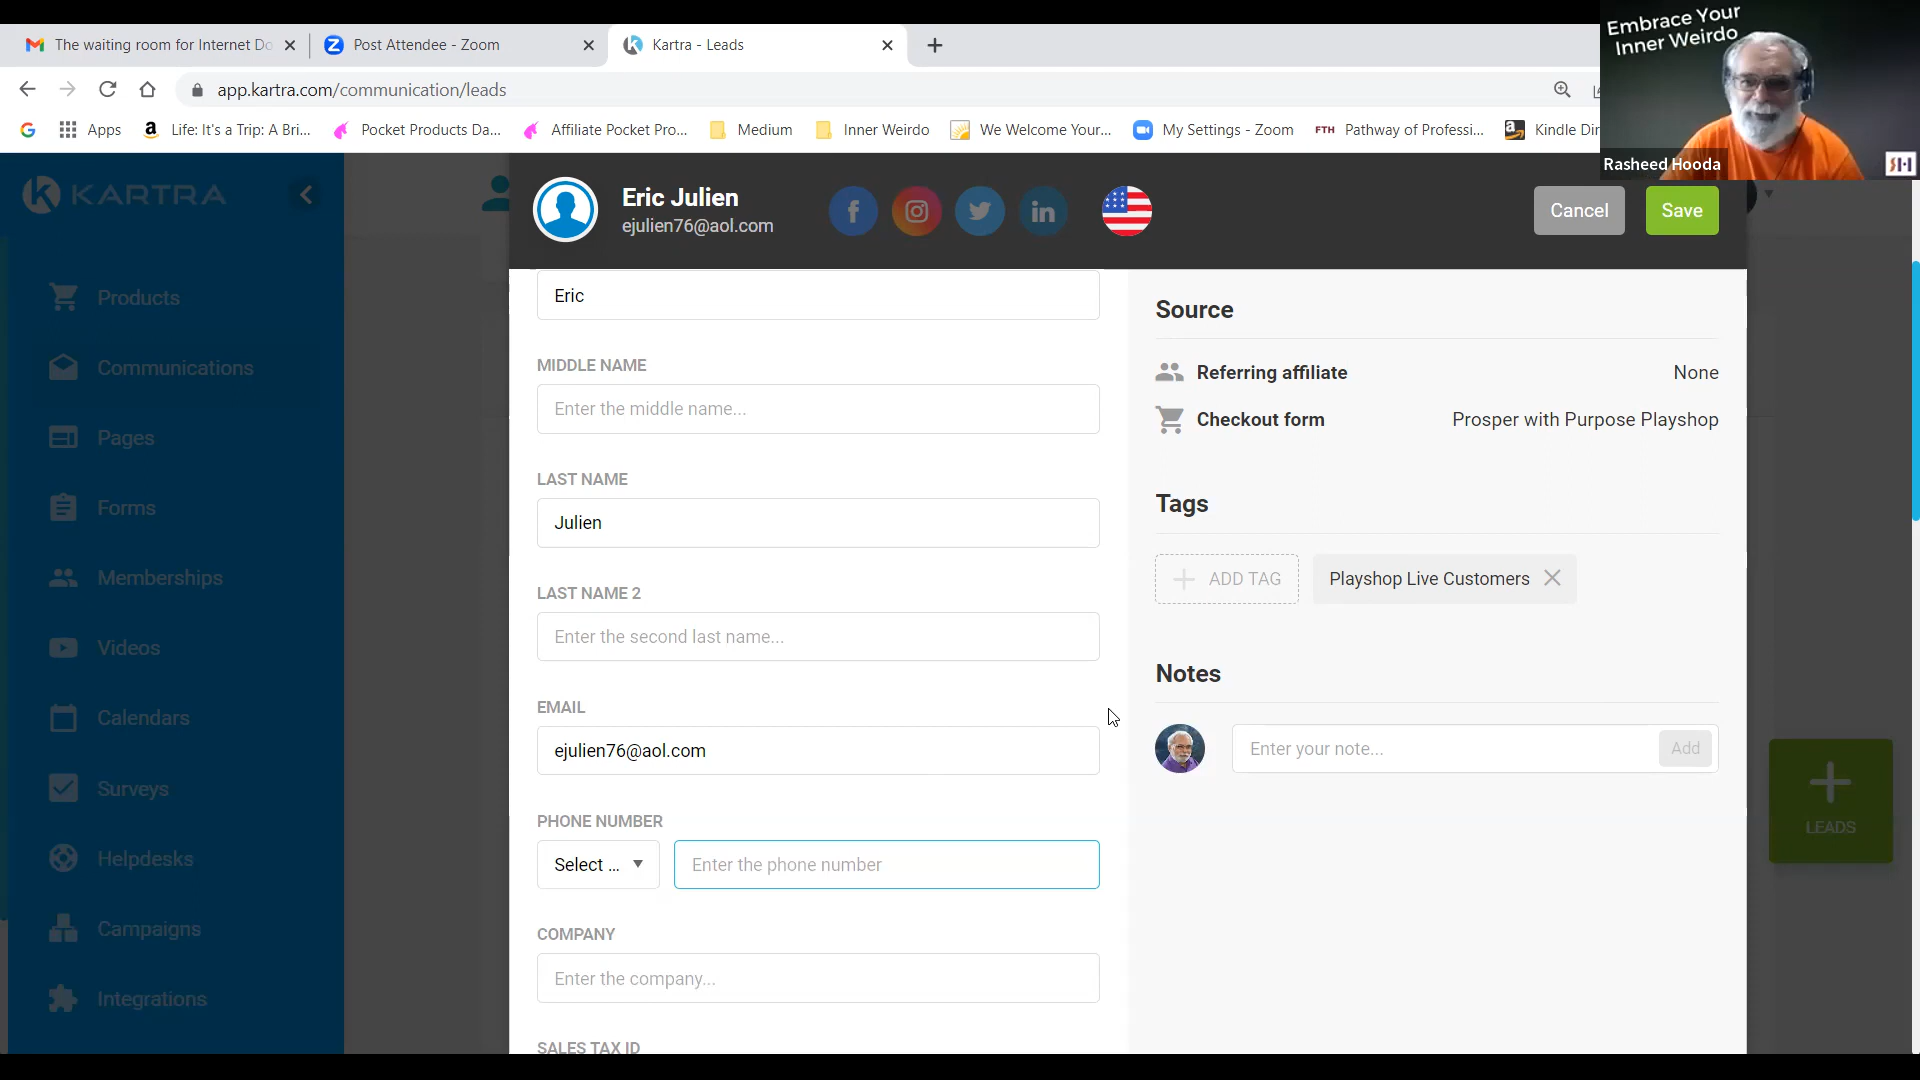 The waiting room for Internet Do
Post Attendee - Zoom
Kartra - Leads
Embrace Your
Inner Weirdo
app.kartra.com/communication/leads
Apps
Life: It's a Trip: A Bri...
Pocket Products Da...
Affiliate Pocket Pro...
Medium
Inner Weirdo
We Welcome Your...
My Settings - Zoom
FTH
Pathway of Professi...
Kindle Dir
Rasheed Hooda
KARTRA
Eric Julien
ejulien76@aol.com
Cancel
Save
Products
Communications
Pages
Forms
Memberships
Videos
Calendars
Surveys
Helpdesks
Campaigns
Integrations
Eric
MIDDLE NAME
Enter the middle name...
LAST NAME
Julien
LAST NAME 2
Enter the second last name...
EMAIL
ejulien76@aol.com
PHONE NUMBER
Select ...
Enter the phone number
COMPANY
Enter the company...
SALES TAX ID
Source
Referring affiliate
None
Checkout form
Prosper with Purpose Playshop
Tags
ADD TAG
Playshop Live Customers
Notes
Enter your note...
Add
LEADS